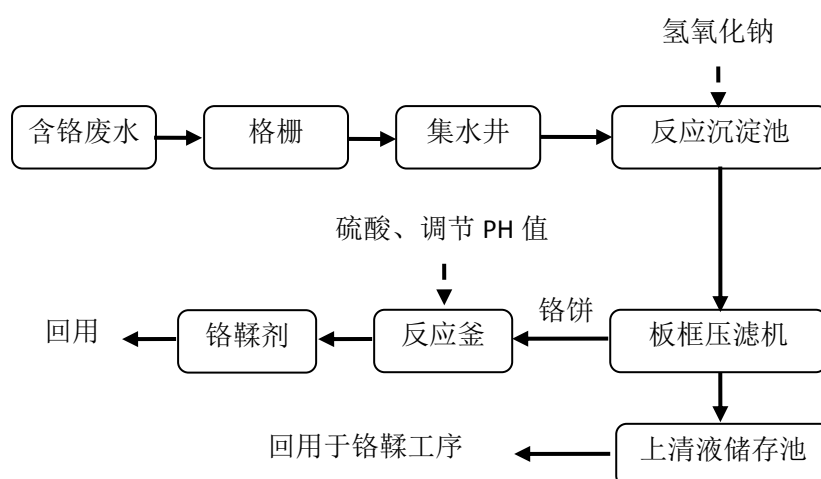 氢氧化钠
含铬废水
格栅
集水井
反应沉淀池
硫酸、调节 PH 值
铬饼
回用
铬鞣剂
反应釜
板框压滤机
回用于铬鞣工序
上清液储存池